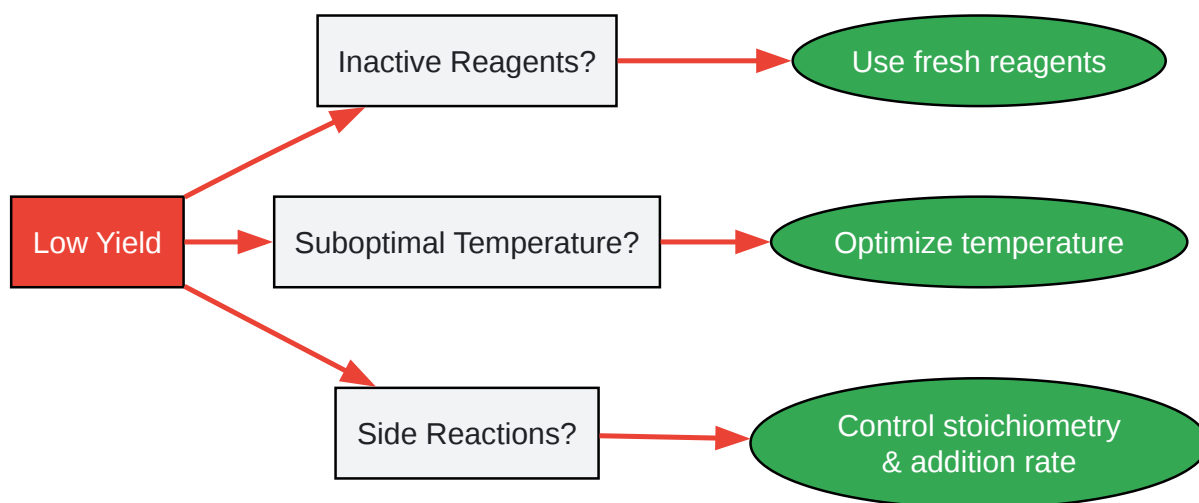 Inactive Reagents?
Use fresh reagents
Low Yield
Suboptimal Temperature?
Optimize temperature
Side Reactions?
Control stoichiometry
& addition rate